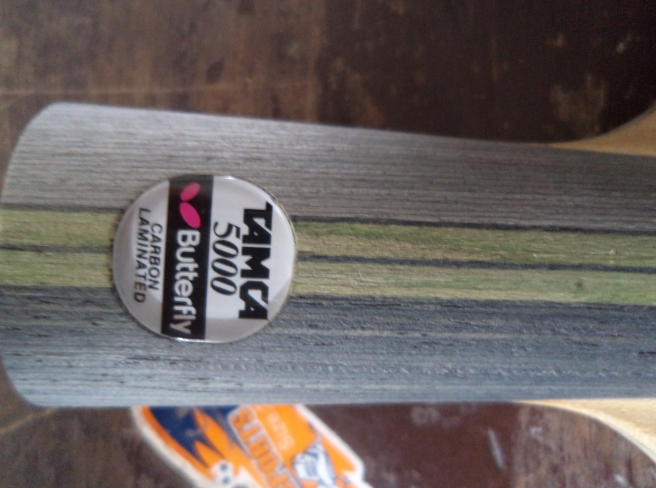 TAMCA
5000
Butterfly
CARBON
LAMINATED